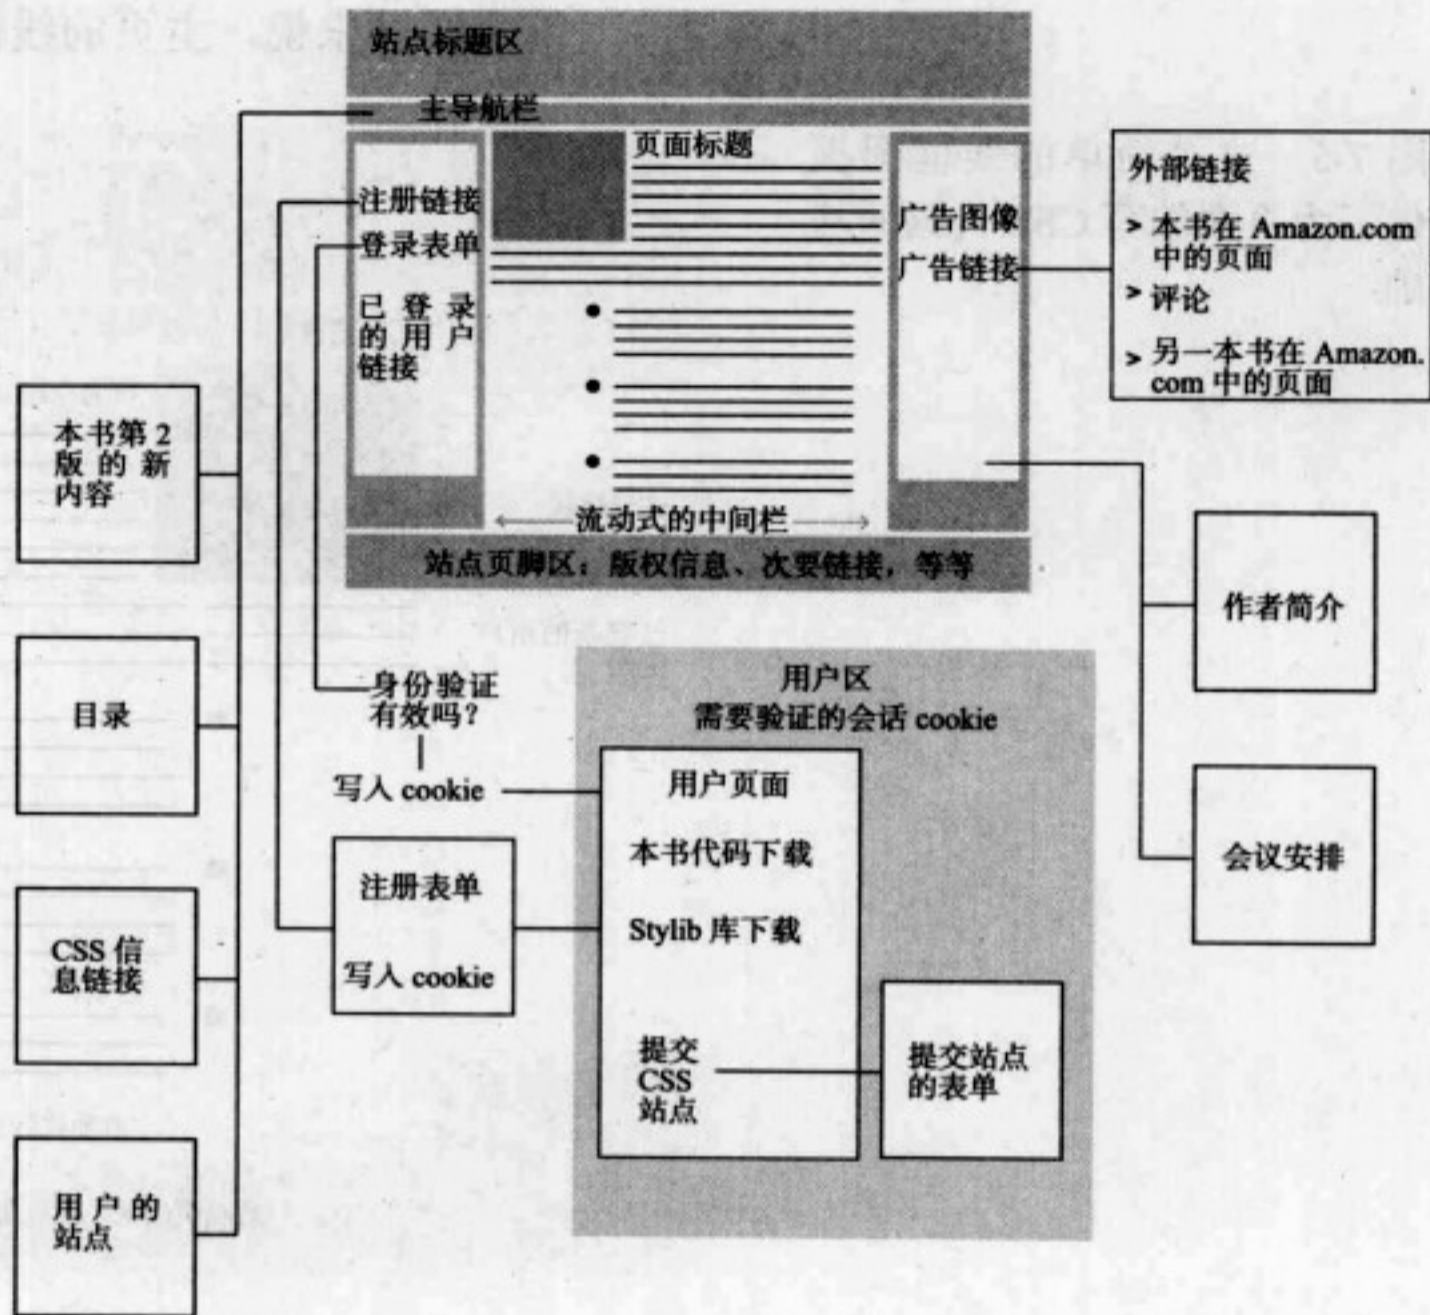 站点标题区
主导航栏
页面标题
注册链接
登录表单
已登录
的用户
链接
广告图像
广告链接
外部链接
> 本书在 Amazon.com
中的页面
> 评论
> 另一本书在 Amazon.
com 中的页面
流动式的中间栏
站点页脚区：版权信息、次要链接，等等
本书第 2
版的新
内容
目录
CSS 信
息链接
用户的
站点
身份验证
有效吗？
写入 cookie
注册表单
写入 cookie
用户区
需要验证的会话 cookie
用户页面
本书代码下载
Stylib 库下载
提交
CSS
站点
提交站点
的表单
作者简介
会议安排